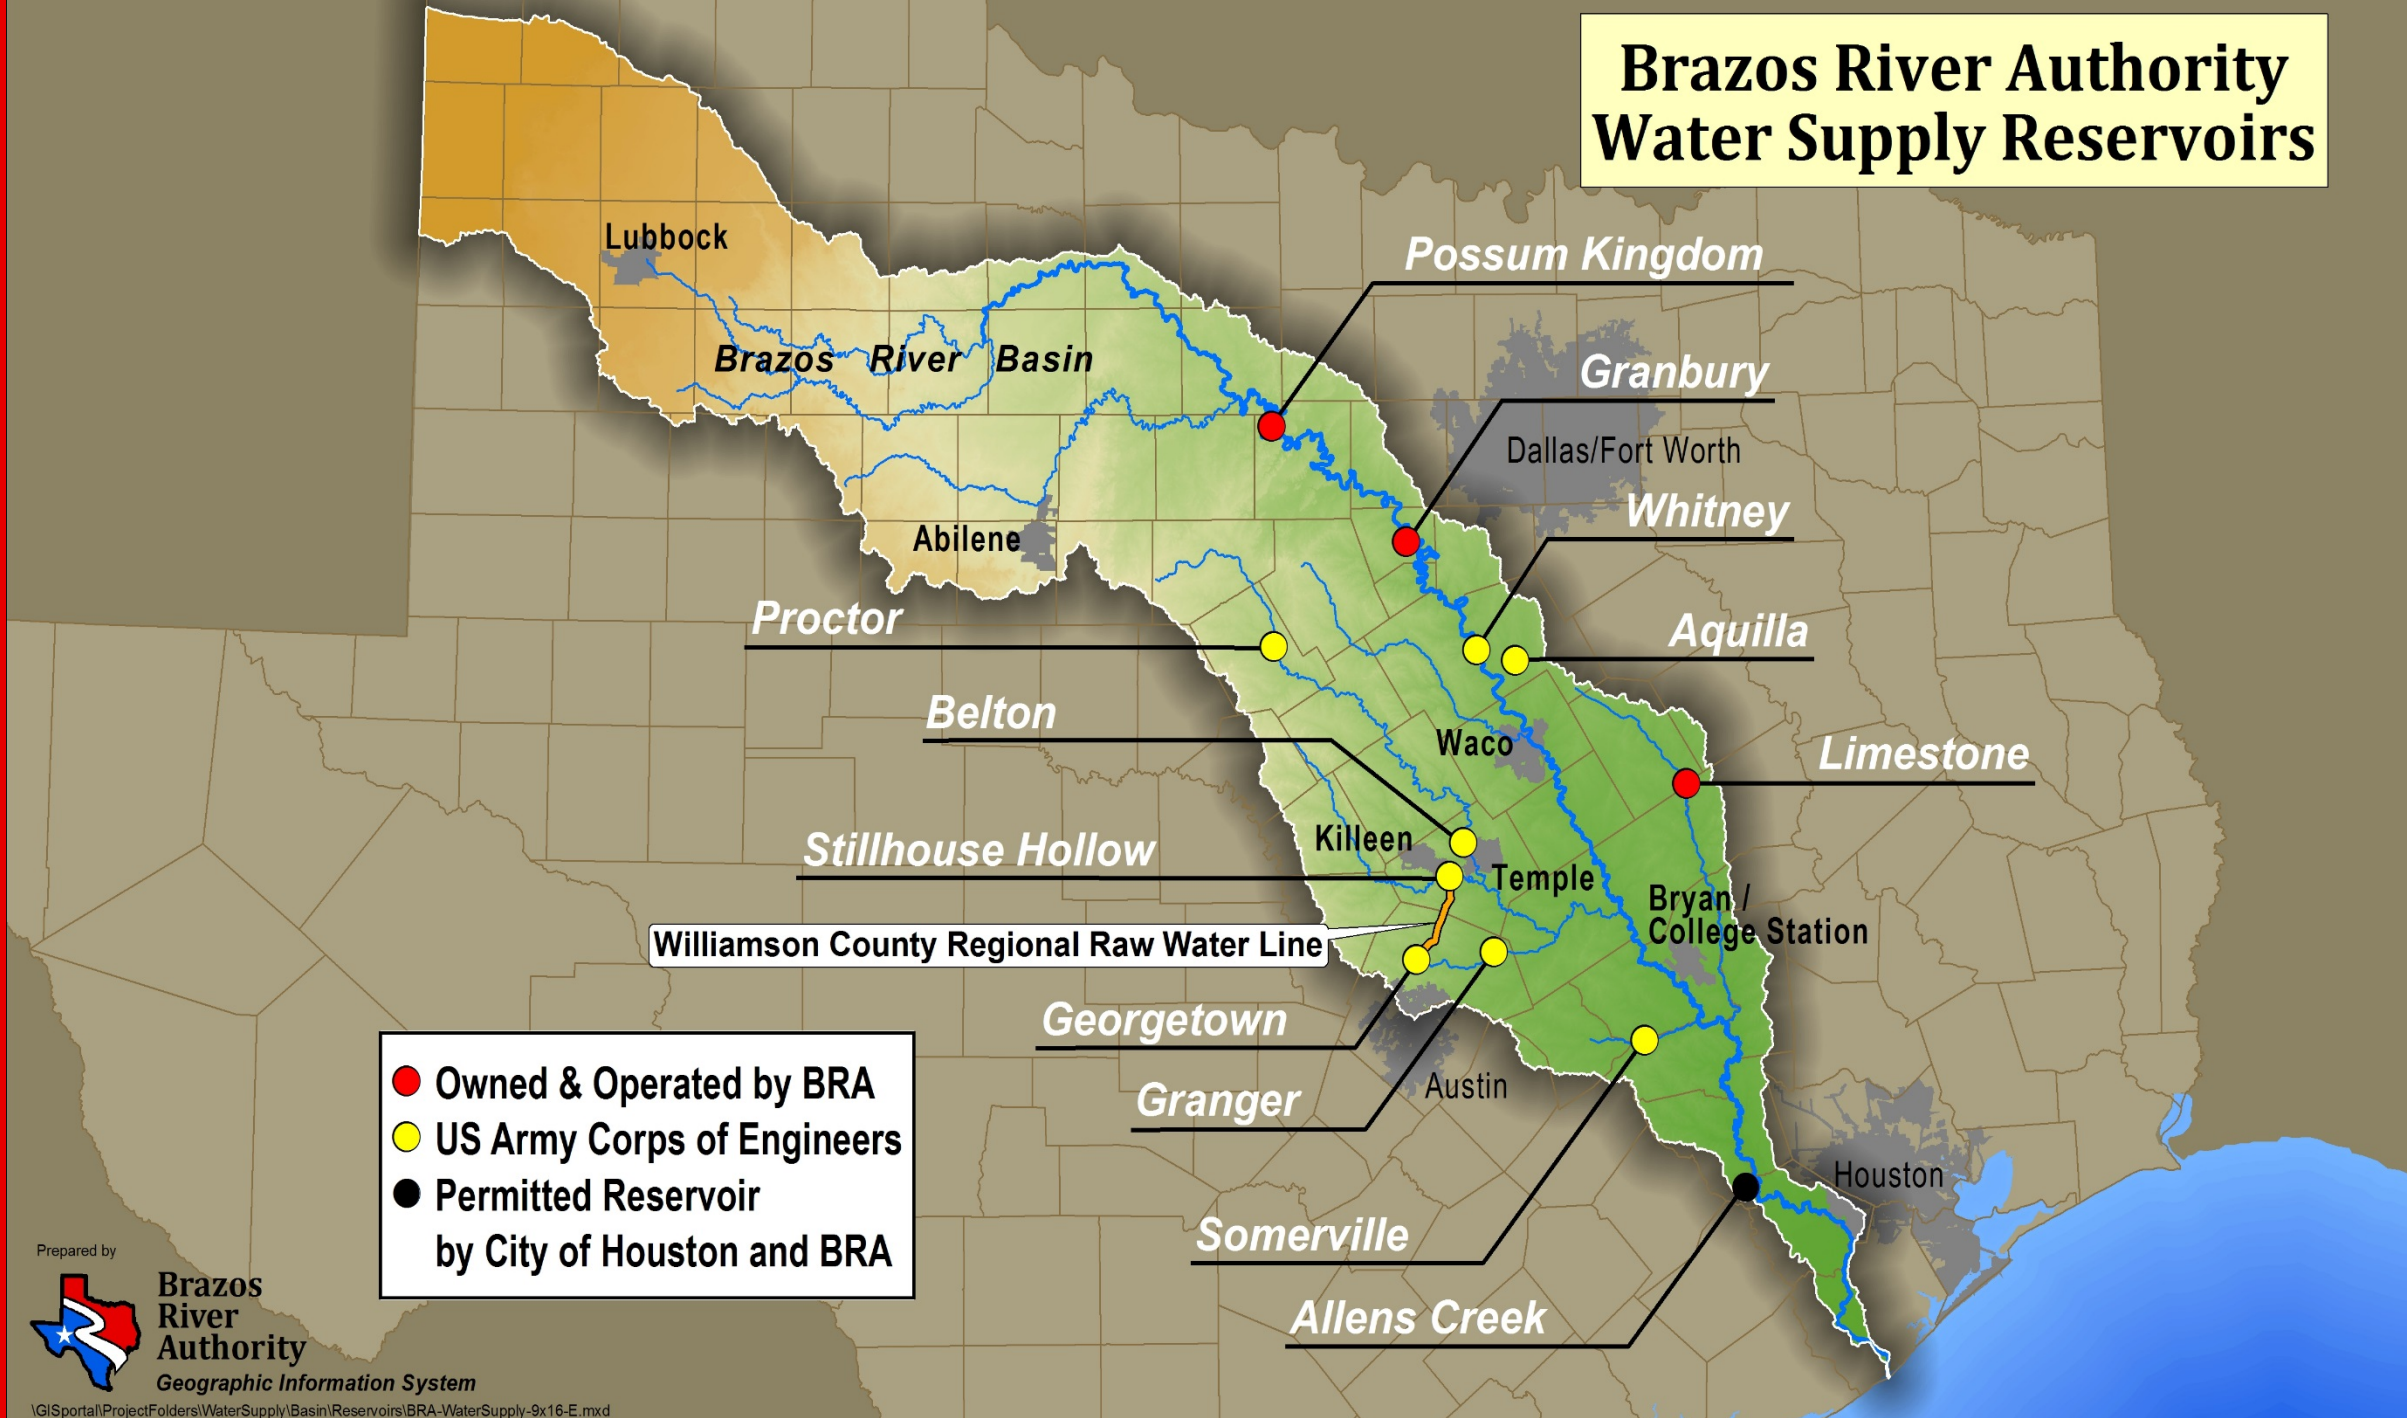 Brazos River Authority
Water Supply Reservoirs
Lubbock
Possum Kingdom
Brazos River Basin
Granbury
Dallas/Fort Worth
Whitney
Abilene
Proctor
Aquilla
Belton
Waco
Limestone
Killeen
Stillhouse Hollow
Temple
Bryan /
College Station
Williamson County Regional Raw Water Line
Georgetown
Granger
Austin
Houston
Somerville
Allens Creek
Owned & Operated by BRA
US Army Corps of Engineers
Permitted Reservoir
by City of Houston and BRA
Prepared by
Brazos
River
Authority
Geographic Information System
\GISportal\ProjectFolders\WaterSupply\Basin\Reservoirs\BRA-WaterSupply-9x16-E.mxd